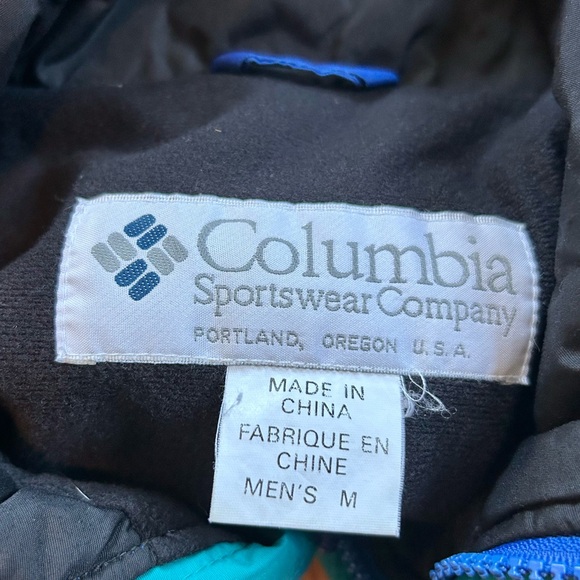 Columbia
Sportswear Company
PORTLAND, OREGON U.S.A.
MADE IN
CHINA
FABRIQUE EN
CHINE
MEN'S M